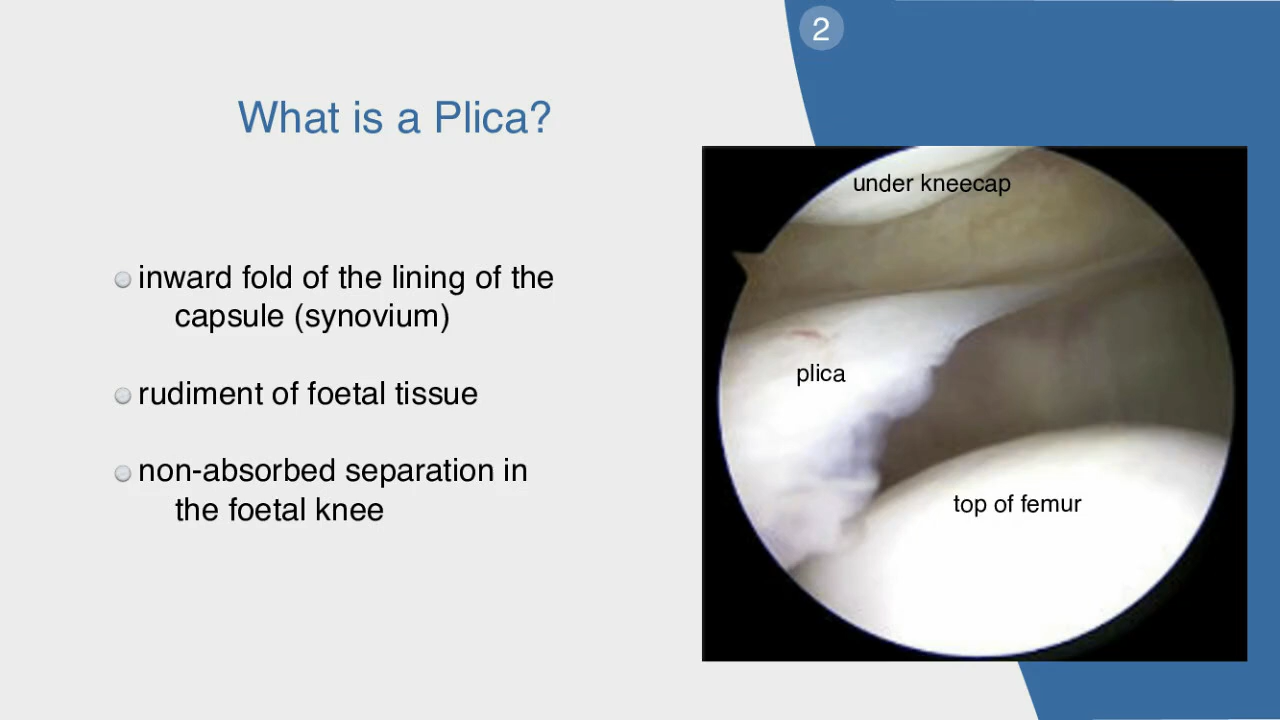 2
What is a Plica?
inward fold of the lining of the
capsule (synovium)
rudiment of foetal tissue
non-absorbed separation in
the foetal knee
under kneecap
plica
top of femur